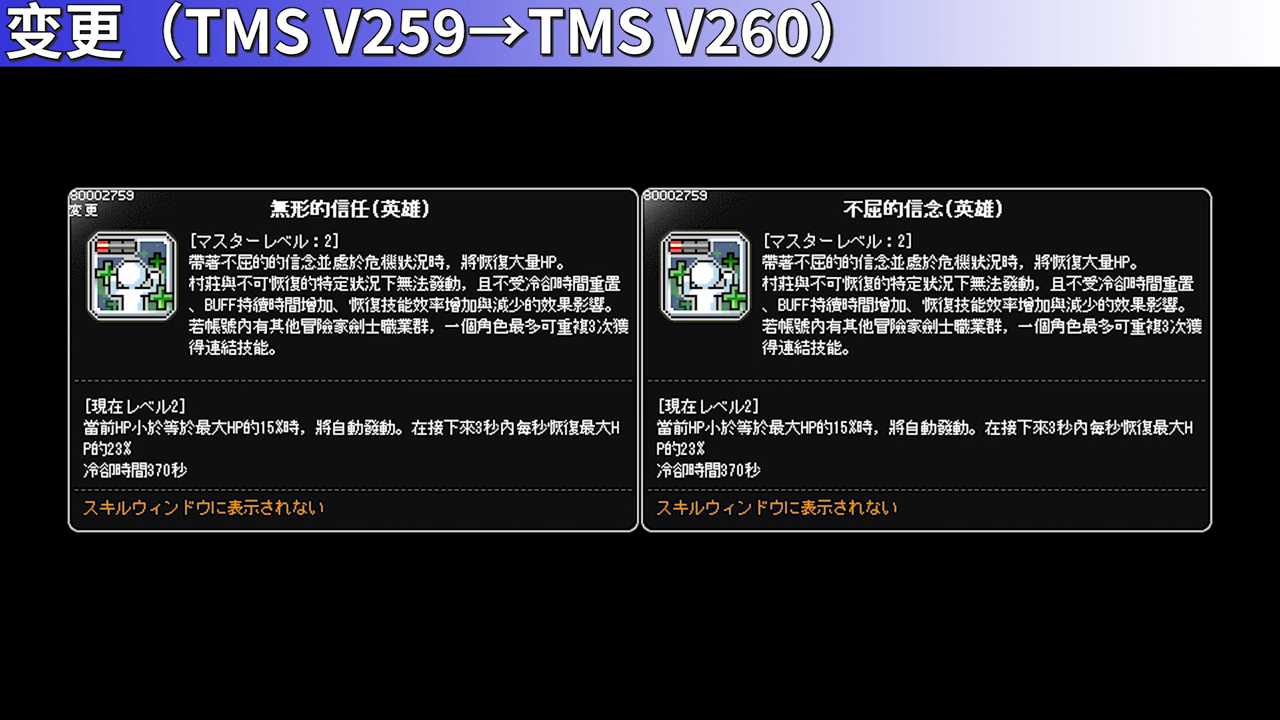 変更（TMS V259→TMS V260）
80002759
変更
無形的信任(英雄)
[マスターレベル：2]
帶著不屈的的信念並處於危機狀況時，將恢復大量HP。
村莊與不可恢復的特定狀況下無法發動，且不受冷卻時間重置
、BUFF持續時間增加、恢復技能效率增加與減少的效果影響。
若帳號內有其他冒險家劍士職業群，一個角色最多可重複3次獲
得連結技能。
[現在レベル2]
當前HP小於等於最大HP的15%時，將自動發動。在接下來3秒內每秒恢復最大H
P的23%
冷卻時間370秒
スキルウィンドウに表示されない
80002759
不屈的信念(英雄)
[マスターレベル：2]
帶著不屈的的信念並處於危機狀況時，將恢復大量HP。
村莊與不可恢復的特定狀況下無法發動，且不受冷卻時間重置
、BUFF持續時間增加、恢復技能效率增加與減少的效果影響。
若帳號內有其他冒險家劍士職業群，一個角色最多可重複3次獲
得連結技能。
[現在レベル2]
當前HP小於等於最大HP的15%時，將自動發動。在接下來3秒內每秒恢復最大H
P的23%
冷卻時間370秒
スキルウィンドウに表示されない